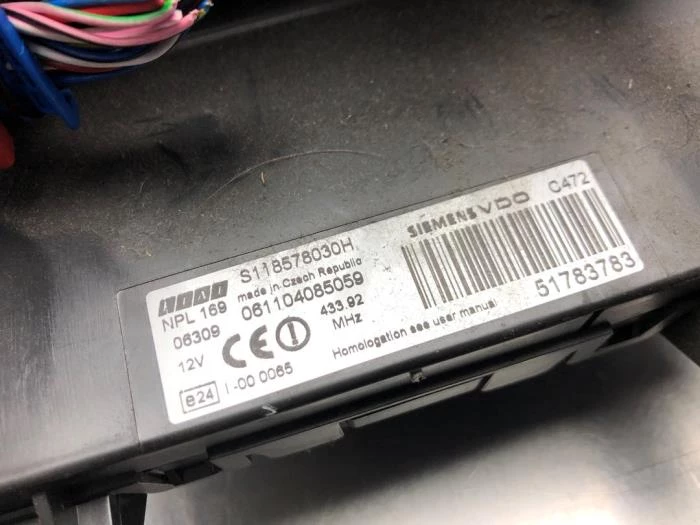 FIAT S118578030H SIEMENS VDO C472
NPL 169 made in Czech Republic
06309 061104085059
12V CE 433.92 MHz 51783783
e24 I-00 0065 Homologation see user manual